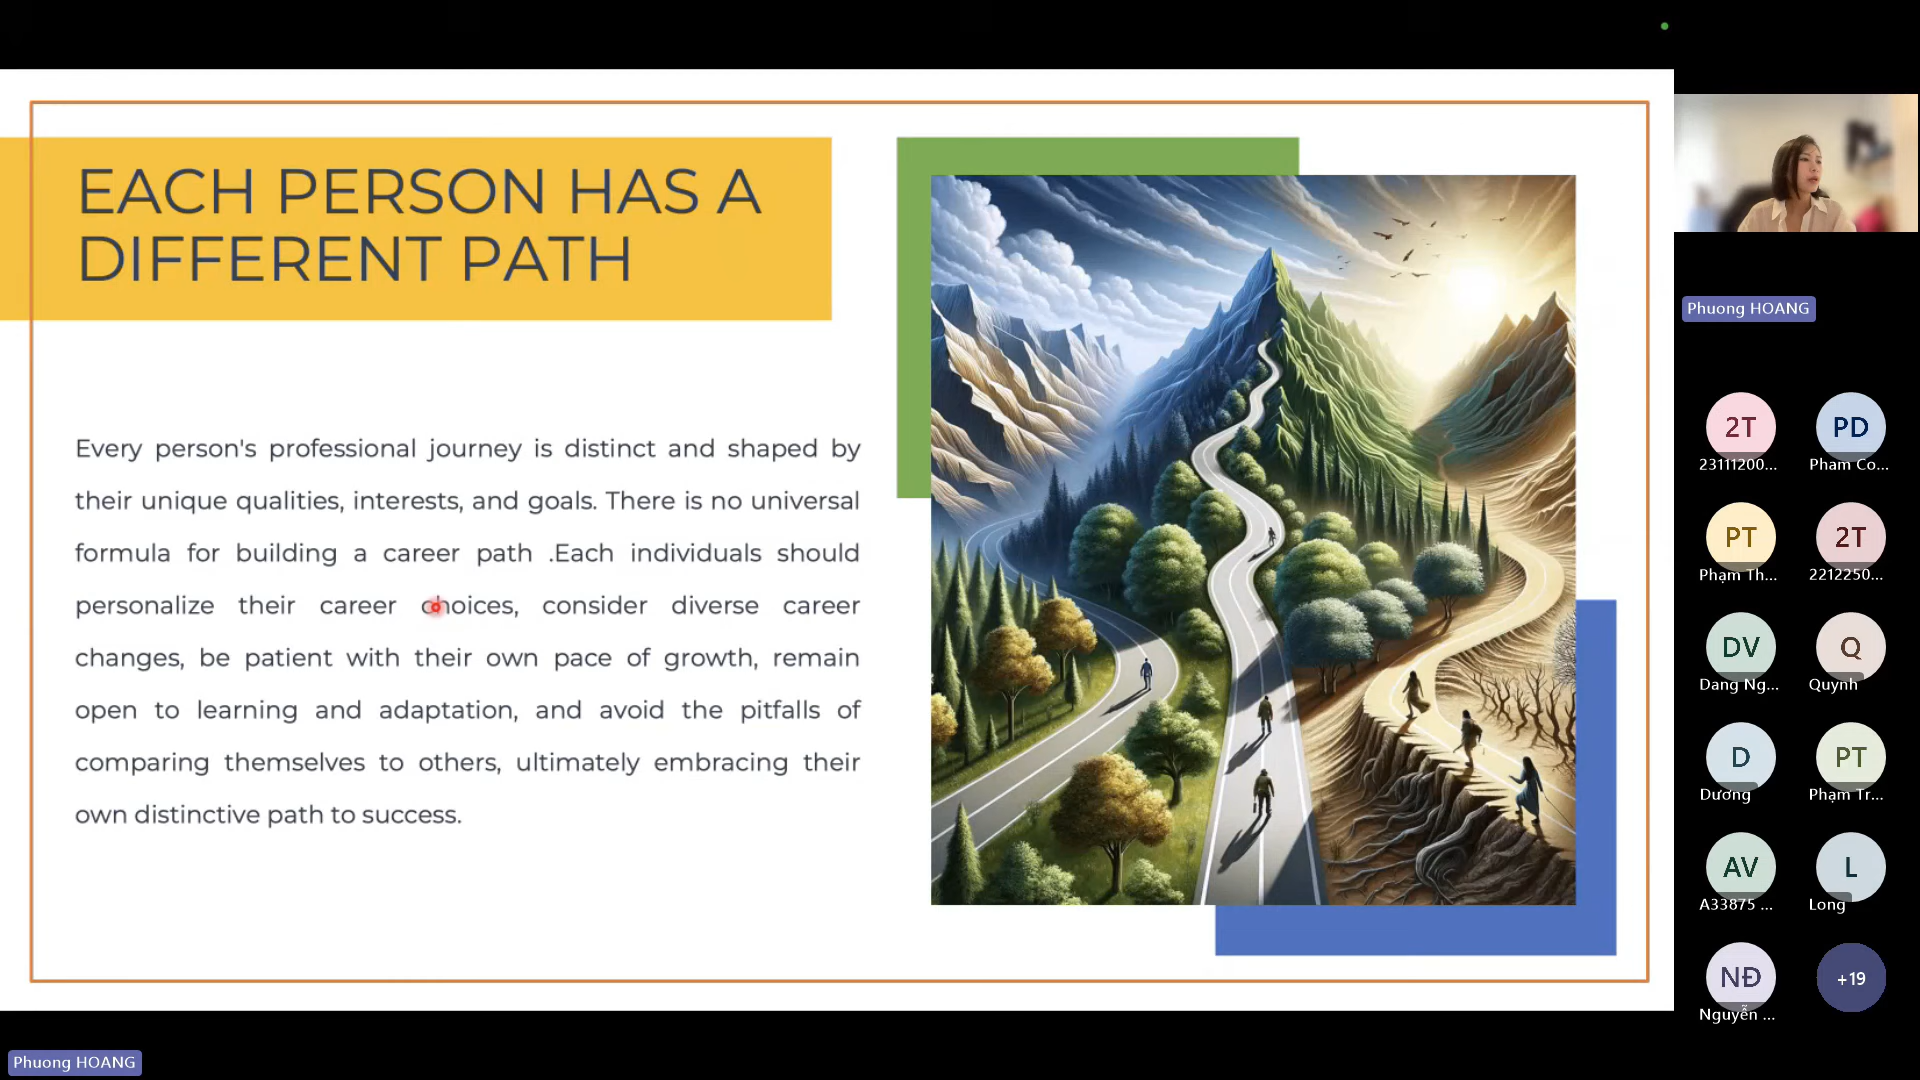 EACH PERSON HAS A
DIFFERENT PATH
Every person's professional journey is distinct and shaped by
their unique qualities, interests, and goals. There is no universal
formula for building a career path .Each individuals should
personalize their career choices, consider diverse career
changes, be patient with their own pace of growth, remain
open to learning and adaptation, and avoid the pitfalls of
comparing themselves to others, ultimately embracing their
own distinctive path to success.
Phuong HOANG
2T
23111200...
PD
Pham Co...
PT
Phạm Th...
2T
2212250...
DV
Dang Ng...
Q
Quynh
D
Dương
PT
Phạm Tr...
AV
A33875 ...
L
Long
NĐ
Nguyễn ...
+19
Phuong HOANG